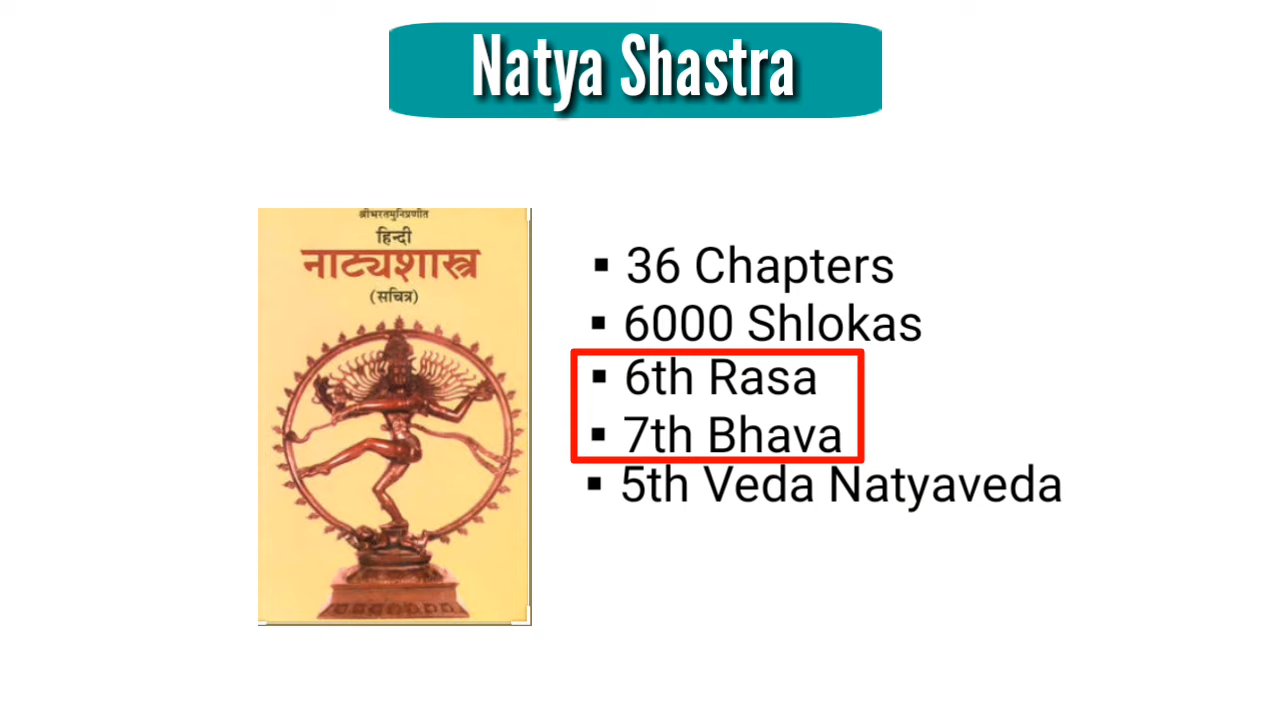 Natya Shastra
श्रीभरतमुनिप्रणीत
हिन्दी
नाट्यशास्त्र
(सचित्र)
▪ 36 Chapters
▪ 6000 Shlokas
▪ 6th Rasa
▪ 7th Bhava
▪ 5th Veda Natyaveda